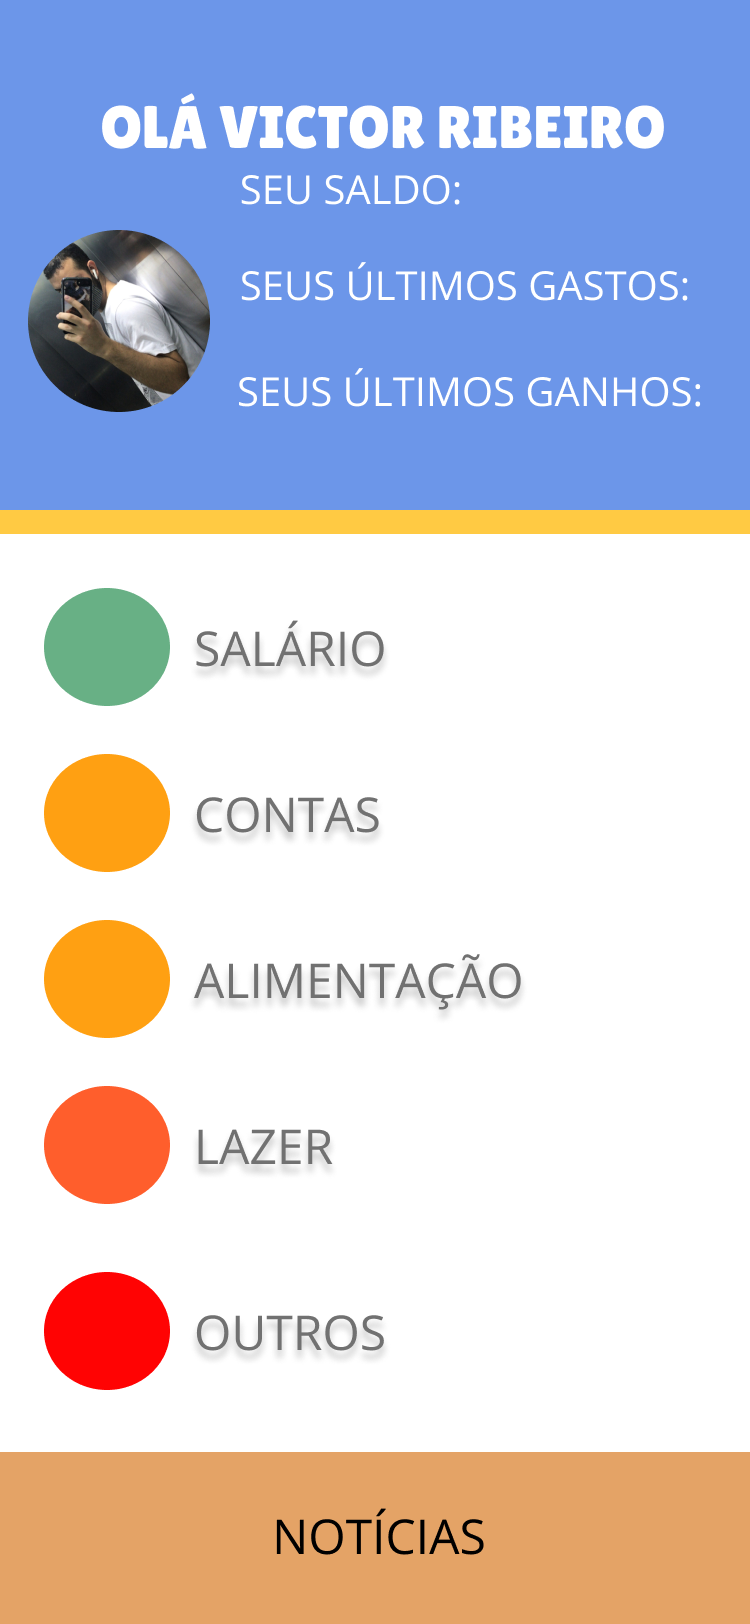 OLÁ VICTOR RIBEIRO
SEU SALDO:
SEUS ÚLTIMOS GASTOS:
SEUS ÚLTIMOS GANHOS:
SALÁRIO
CONTAS
ALIMENTAÇÃO
LAZER
OUTROS
NOTÍCIAS